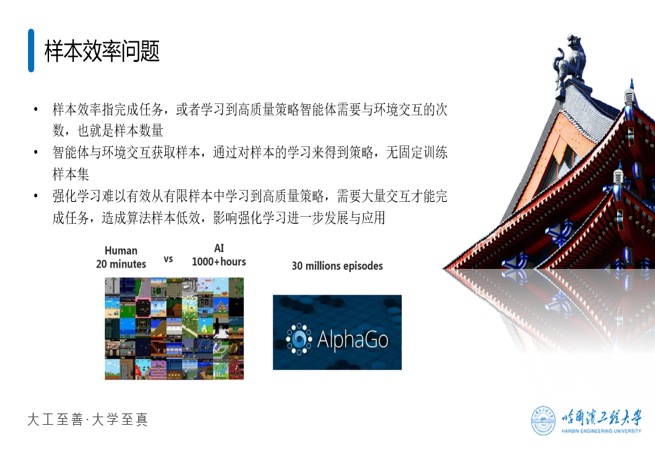 样本效率问题
• 样本效率指完成任务，或者学习到高质量策略智能体需要与环境交互的次
数，也就是样本数量
• 智能体与环境交互获取样本，通过对样本的学习来得到策略，无固定训练
样本集
• 强化学习难以有效从有限样本中学习到高质量策略，需要大量交互才能完
成任务，造成算法样本低效，影响强化学习进一步发展与应用
Human
20 minutes
vs
AI
1000+hours
30 millions episodes
AlphaGo
大工至善·大学至真
哈尔滨工程大学
HARBIN ENGINEERING UNIVERSITY